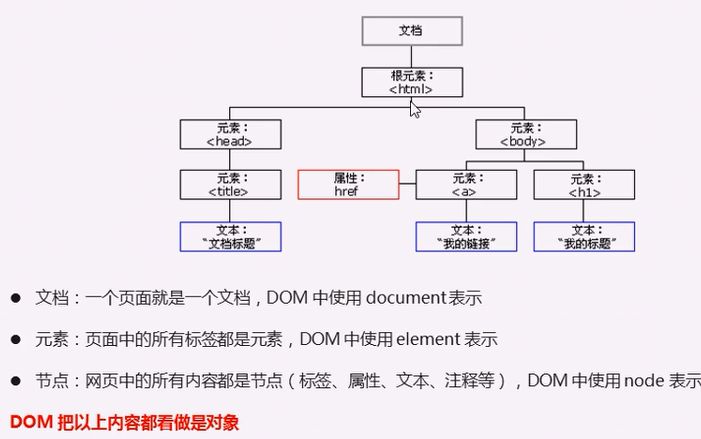 文档
根元素：
<html>
元素：
<head>
元素：
<body>
元素：
<title>
属性：
href
元素：
<a>
元素：
<h1>
文本：
“文档标题”
文本：
“我的链接”
文本：
“我的标题”
● 文档：一个页面就是一个文档，DOM 中使用 document 表示
● 元素：页面中的所有标签都是元素，DOM 中使用 element 表示
● 节点：网页中的所有内容都是节点（标签、属性、文本、注释等），DOM 中使用 node 表示
DOM 把以上内容都看做是对象